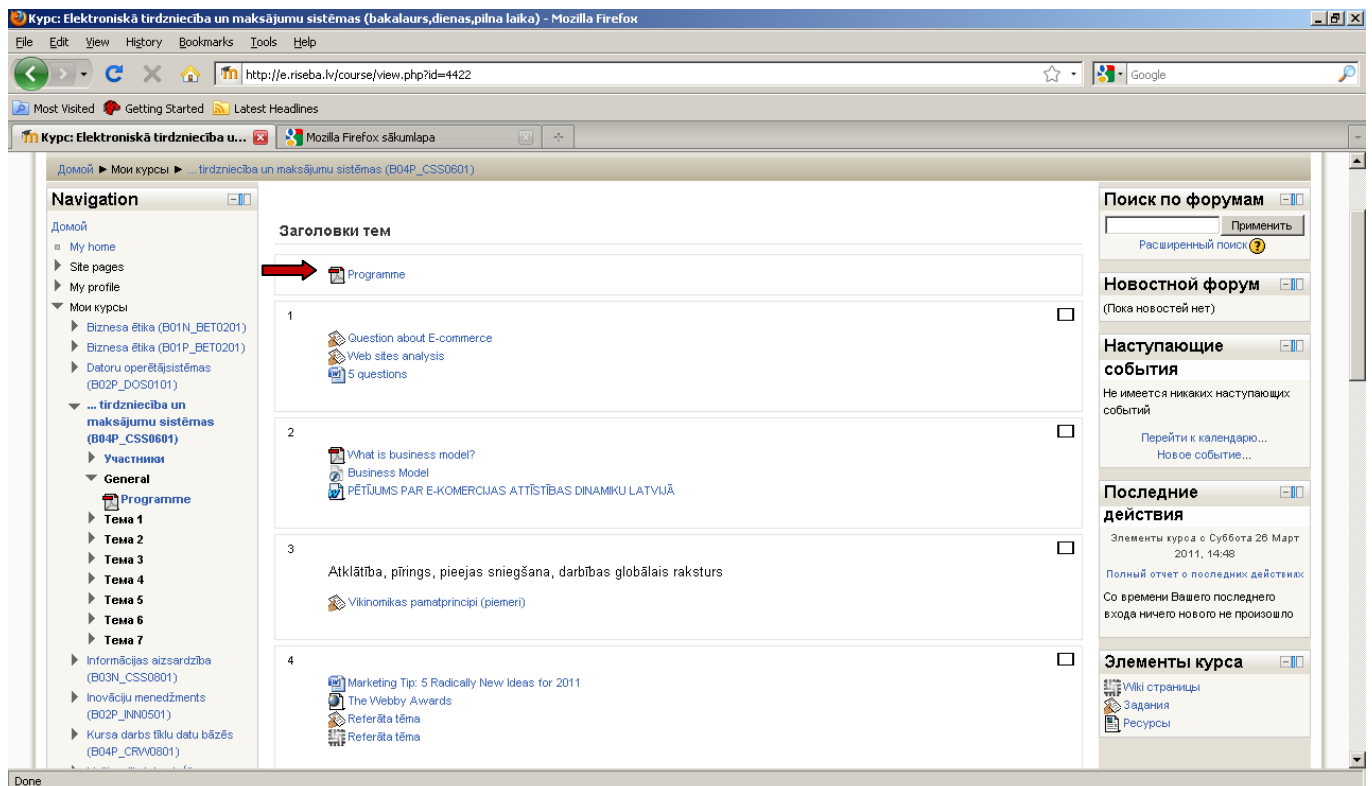 Курс: Elektroniskā tirdzniecība un maksājumu sistēmas (bakalaurs,dienas,pilna laika) - Mozilla Firefox
File Edit View History Bookmarks Tools Help
http://e.riseba.lv/course/view.php?id=4422
Google
Most Visited Getting Started Latest Headlines
Курс: Elektroniskā tirdzniecība u... Mozilla Firefox sākumlapa
Домой ► Мои курсы ► ... tirdzniecība un maksājumu sistēmas (B04P_CSS0601)
Navigation
Домой
My home
Site pages
My profile
Мои курсы
Biznesa ētika (B01N_BET0201)
Biznesa ētika (B01P_BET0201)
Datoru operētājsistēmas
(B02P_DOS0101)
... tirdzniecība un
maksājumu sistēmas
(B04P_CSS0601)
Участники
General
Programme
Тема 1
Тема 2
Тема 3
Тема 4
Тема 5
Тема 6
Тема 7
Informācijas aizsardzība
(B03N_CSS0801)
Inovāciju menedžments
(B02P_INN0501)
Kursa darbs tīklu datu bāzēs
(B04P_CRW0801)
Заголовки тем
Programme
1
Question about E-commerce
Web sites analysis
5 questions
2
What is business model?
Business Model
PĒTĪJUMS PAR E-KOMERCIJAS ATTĪSTĪBAS DINAMIKU LATVIJĀ
3
Atklātība, pīrings, pieejas sniegšana, darbības globālais raksturs
Vikinomikas pamatprincipi (piemeri)
4
Marketing Tip: 5 Radically New Ideas for 2011
The Webby Awards
Referāta tēma
Referāta tēma
Поиск по форумам
Применить
Расширенный поиск ?
Новостной форум
(Пока новостей нет)
Наступающие
события
Не имеется никаких наступающих
событий
Перейти к календарю...
Новое событие...
Последние
действия
Элементы курса с Суббота 26 Март
2011, 14:48
Полный отчет о последних действиях
Со времени Вашего последнего
входа ничего нового не произошло
Элементы курса
Wiki страницы
Задания
Ресурсы
Done